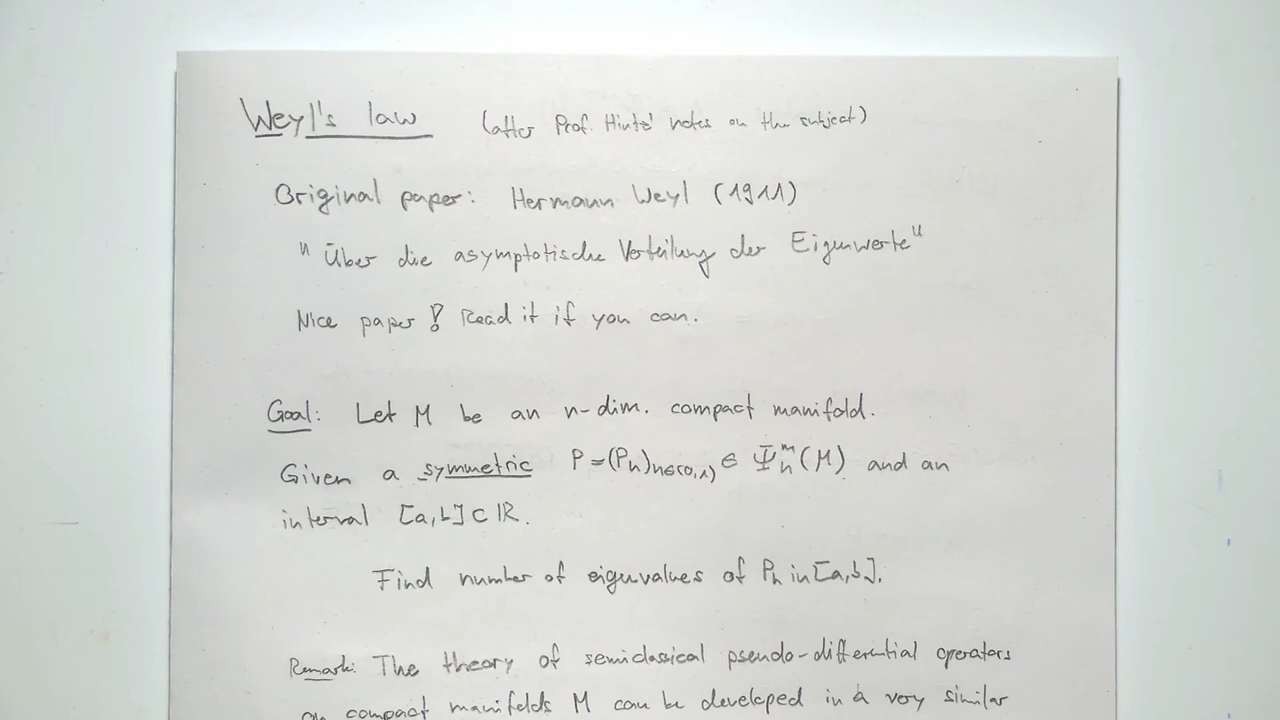 Weyl's law (after Prof. Hintz' notes on the subject)
Original paper: Hermann Weyl (1911)
"Über die asymptotische Verteilung der Eigenwerte"
Nice paper! Read it if you can.
Goal: Let M be an n-dim. compact manifold.
Given a symmetric P = (P_h)_{h∈(0,1)} ∈ Ψ_h^m(M) and an
interval [a,b] ⊂ ℝ.
Find number of eigenvalues of P_h in [a,b].
Remark: The theory of semiclassical pseudo-differential operators
on compact manifolds M can be developed in a very similar